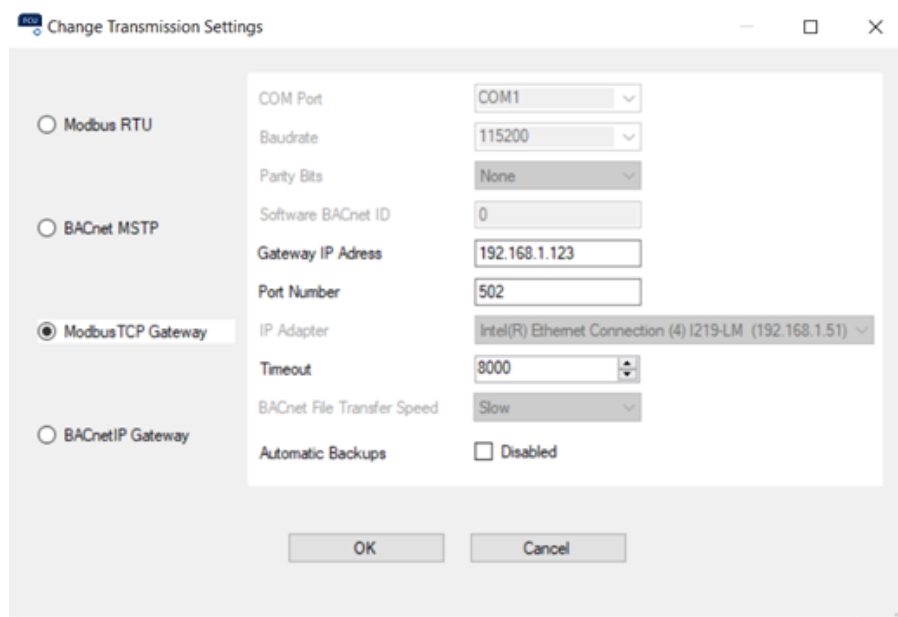 FCU
Change Transmission Settings
Modbus RTU
BACnet MSTP
ModbusTCP Gateway
BACnetIP Gateway
COM Port COM1
Baudrate 115200
Parity Bits None
Software BACnet ID 0
Gateway IP Adress 192.168.1.123
Port Number 502
IP Adapter Intel(R) Ethernet Connection (4) I219-LM (192.168.1.51)
Timeout 8000
BACnet File Transfer Speed Slow
Automatic Backups Disabled
OK Cancel